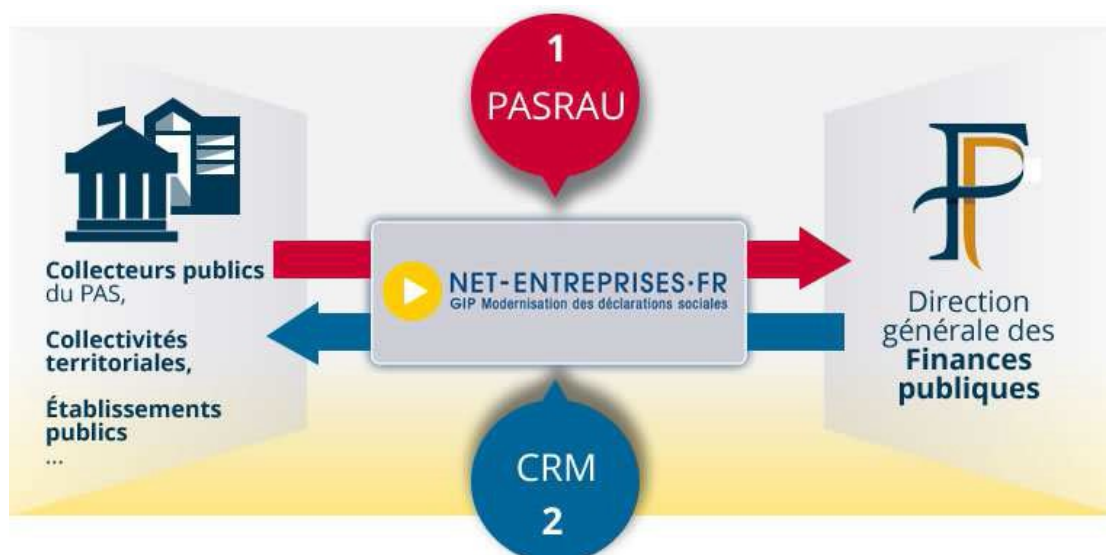 1
PASRAU
Collecteurs publics
du PAS,
Collectivités
territoriales,
Établissements
publics
...
NET-ENTREPRISES·FR
GIP Modernisation des déclarations sociales
Direction
générale des
Finances
publiques
CRM
2